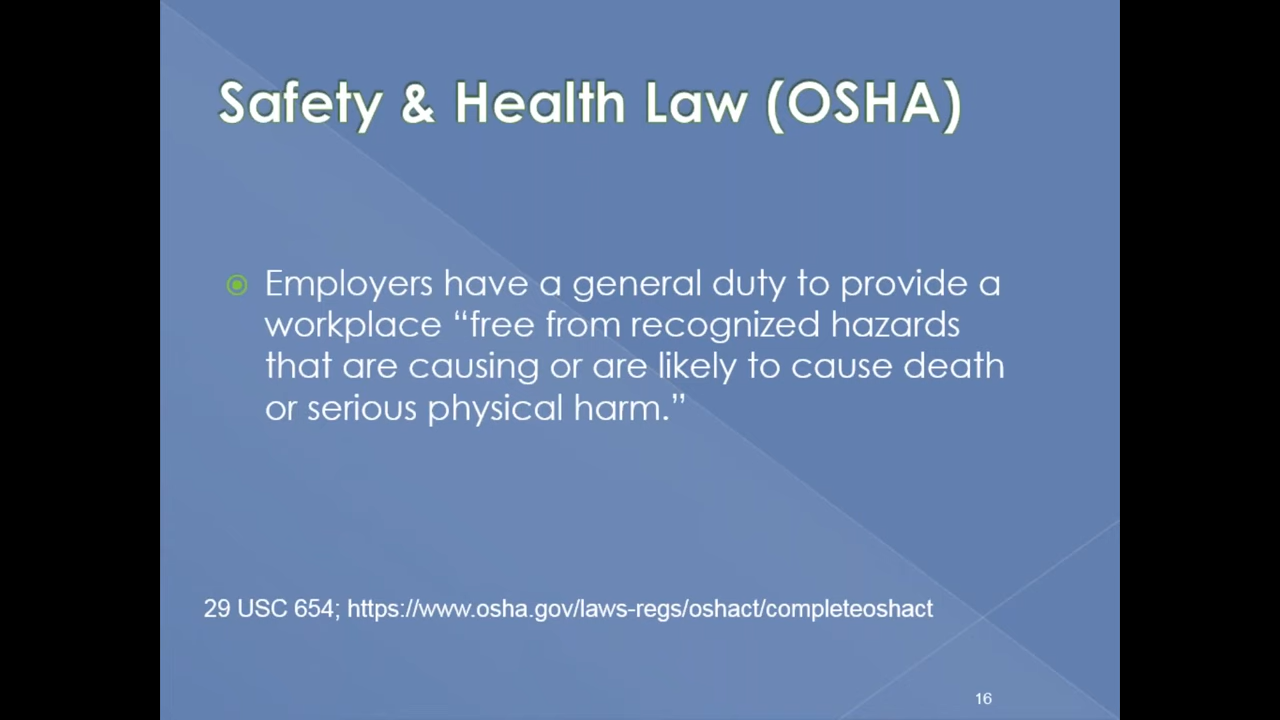 Safety & Health Law (OSHA)
Employers have a general duty to provide a
workplace “free from recognized hazards
that are causing or are likely to cause death
or serious physical harm.”
29 USC 654; https://www.osha.gov/laws-regs/oshact/completeoshact
16